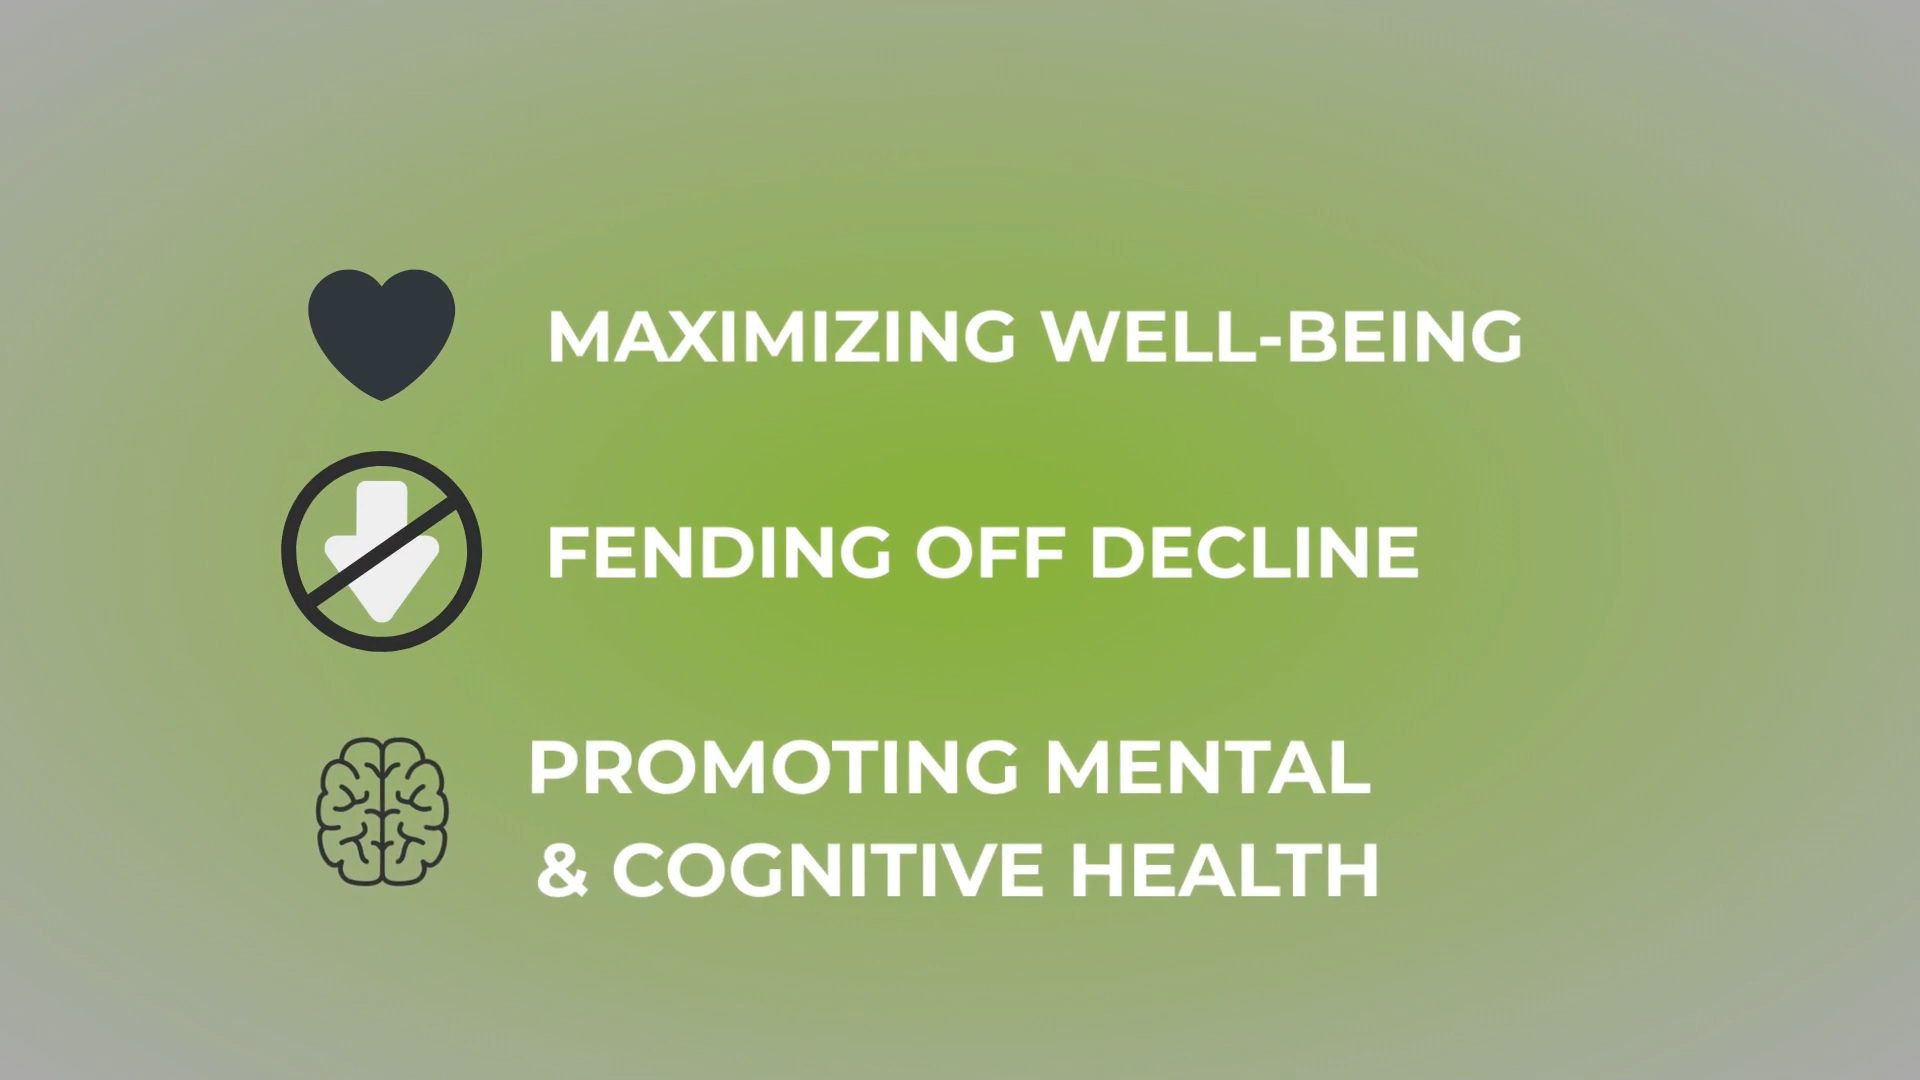 MAXIMIZING WELL-BEING
FENDING OFF DECLINE
PROMOTING MENTAL
& COGNITIVE HEALTH